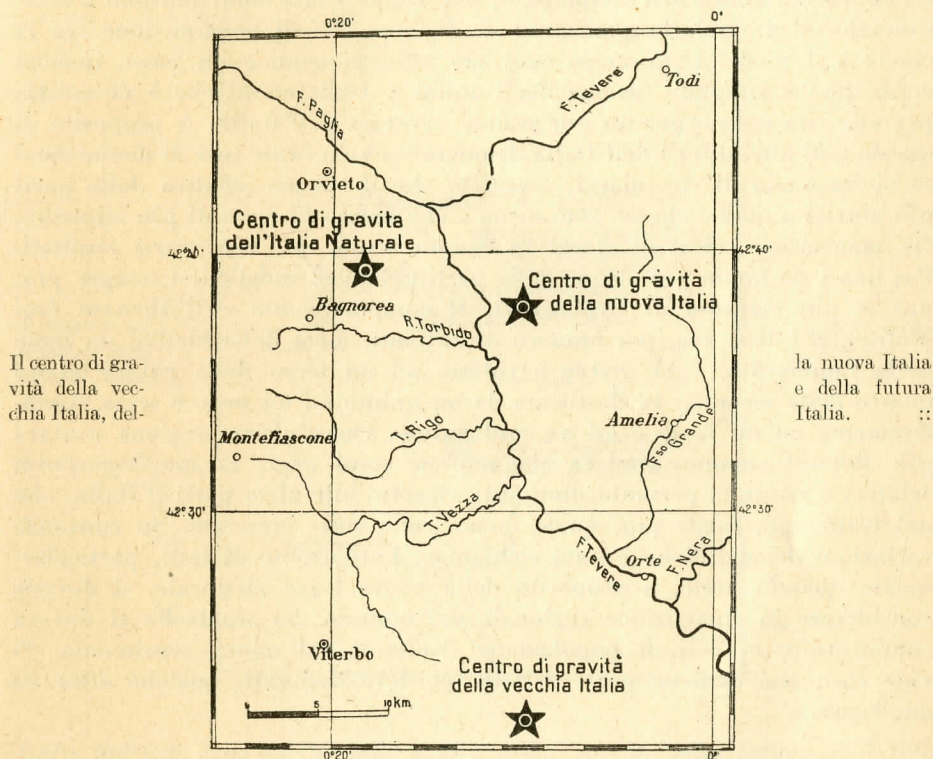 0°20'
0°
F. Paglia
F. Tevere
Todi
Orvieto
Centro di gravita
dell'Italia Naturale
42°40'
42°40'
Centro di gravità
della nuova Italia
Bagnorea
R. Torbido
Il centro di gra-
vità della vec-
chia Italia, del-
la nuova Italia
e della futura
Italia. ::
Amelia
Fsso Grande
T. Rigo
Montefiascone
T. Vezza
42°30'
42°30'
F. Tevere
Orte
F. Nera
Viterbo
Centro di gravità
della vecchia Italia
5
10 km.
0°20'
0°